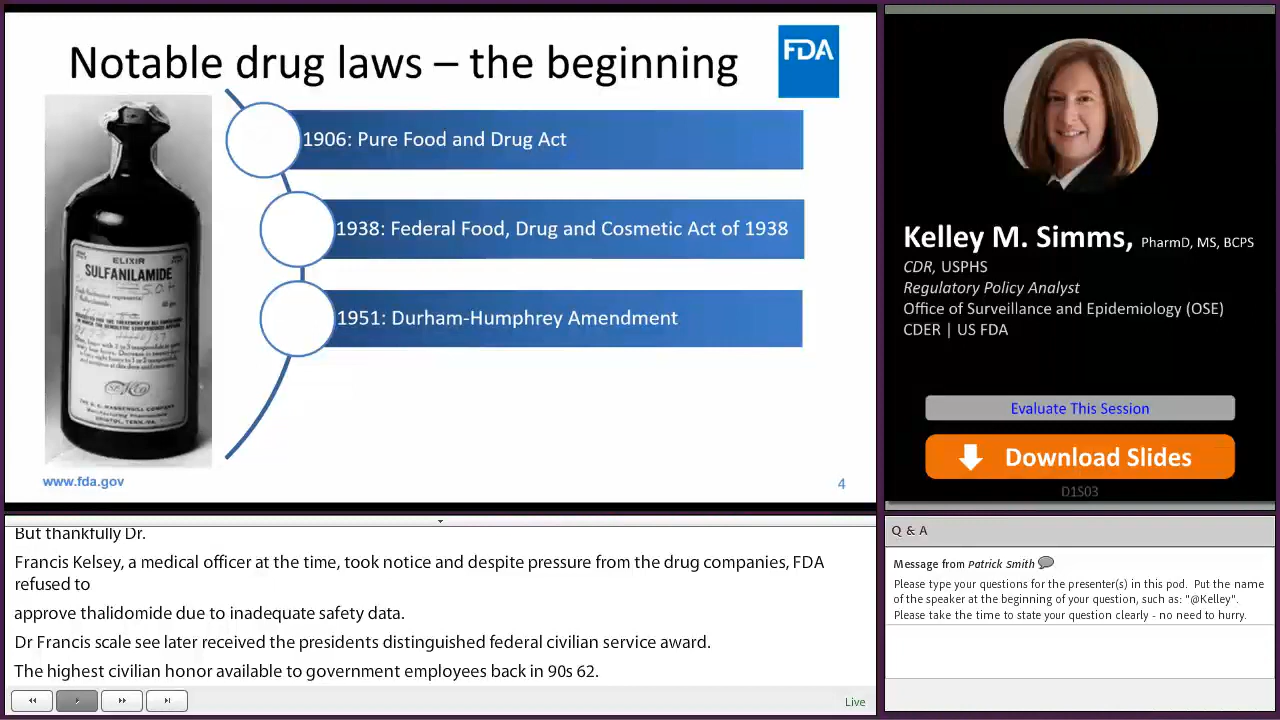 Notable drug laws – the beginning
FDA
1906: Pure Food and Drug Act
1938: Federal Food, Drug and Cosmetic Act of 1938
1951: Durham-Humphrey Amendment
ELIXIR
SULFANILAMIDE
THE S. E. MASSENGILL COMPANY
Manufacturing Pharmacists
BRISTOL, TENN.-VA.
www.fda.gov
4
Kelley M. Simms, PharmD, MS, BCPS
CDR, USPHS
Regulatory Policy Analyst
Office of Surveillance and Epidemiology (OSE)
CDER | US FDA
Evaluate This Session
Download Slides
D1S03
But thankfully Dr.
Francis Kelsey, a medical officer at the time, took notice and despite pressure from the drug companies, FDA
refused to
approve thalidomide due to inadequate safety data.
Dr Francis scale see later received the presidents distinguished federal civilian service award.
The highest civilian honor available to government employees back in 90s 62.
Live
Q & A
Message from Patrick Smith
Please type your questions for the presenter(s) in this pod. Put the name
of the speaker at the beginning of your question, such as: "@Kelley".
Please take the time to state your question clearly - no need to hurry.